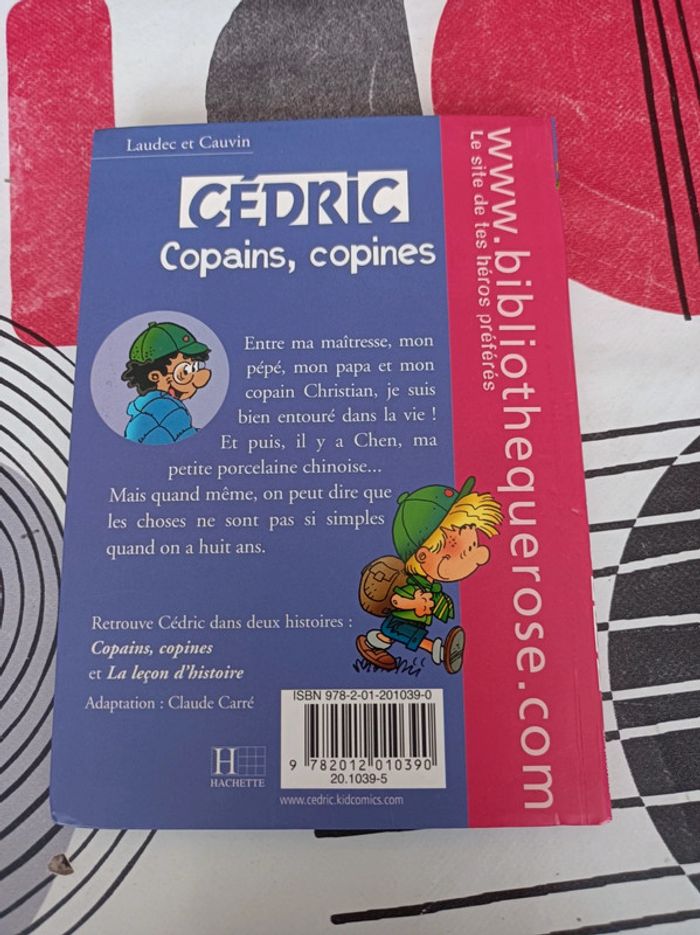 Laudec et Cauvin
CÉDRIC
Copains, copines
Entre ma maîtresse, mon
pépé, mon papa et mon
copain Christian, je suis
bien entouré dans la vie !
Et puis, il y a Chen, ma
petite porcelaine chinoise...
Mais quand même, on peut dire que
les choses ne sont pas si simples
quand on a huit ans.
Retrouve Cédric dans deux histoires :
Copains, copines
et La leçon d'histoire
Adaptation : Claude Carré
H
HACHETTE
ISBN 978-2-01-201039-0
9 782012 010390
20.1039-5
www.cedric.kidcomics.com
www.bibliothequerose.com
Le site de tes héros préférés